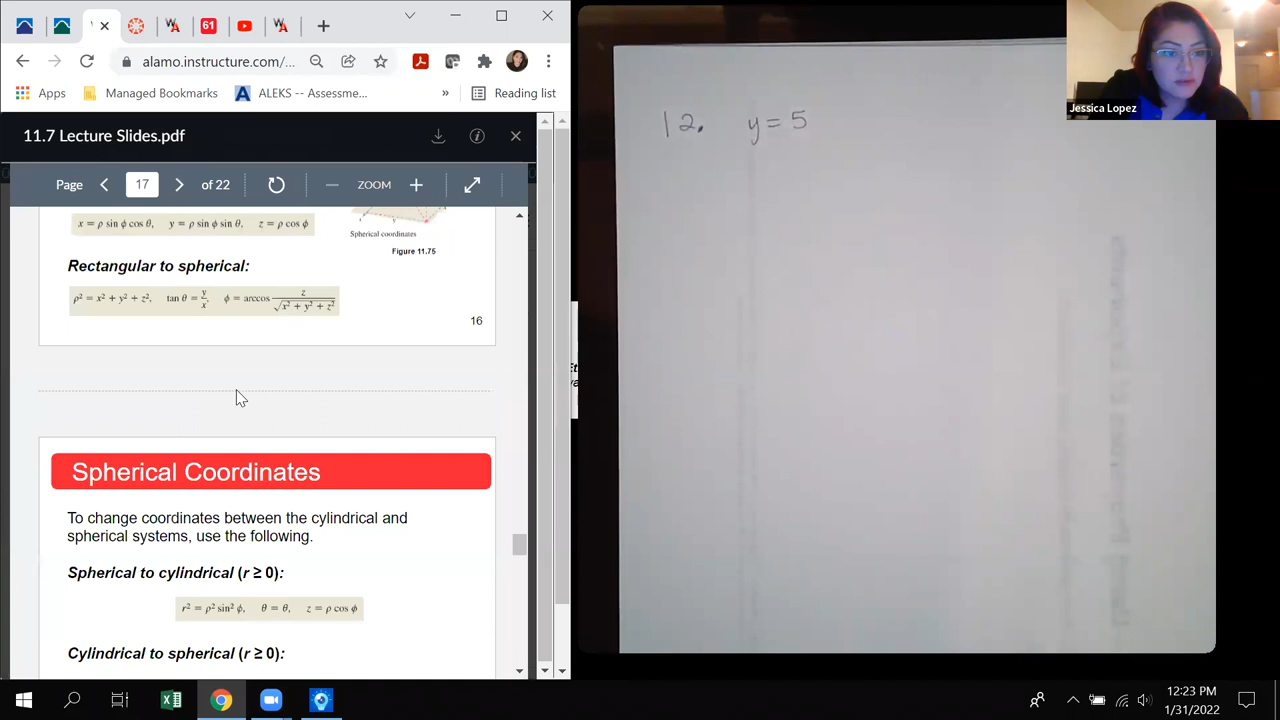 61
alamo.instructure.com/...
Apps
Managed Bookmarks
ALEKS -- Assessme...
»
Reading list
11.7 Lecture Slides.pdf
Page
17
of 22
ZOOM
x = ρ sin ϕ cos θ, y = ρ sin ϕ sin θ, z = ρ cos ϕ
Spherical coordinates
Figure 11.75
Rectangular to spherical:
ρ² = x² + y² + z², tan θ = y/x, ϕ = arccos z/√(x² + y² + z²)
16
Spherical Coordinates
To change coordinates between the cylindrical and
spherical systems, use the following.
Spherical to cylindrical (r ≥ 0):
r² = ρ² sin² ϕ, θ = θ, z = ρ cos ϕ
Cylindrical to spherical (r ≥ 0):
12. y = 5
Jessica Lopez
12:23 PM
1/31/2022